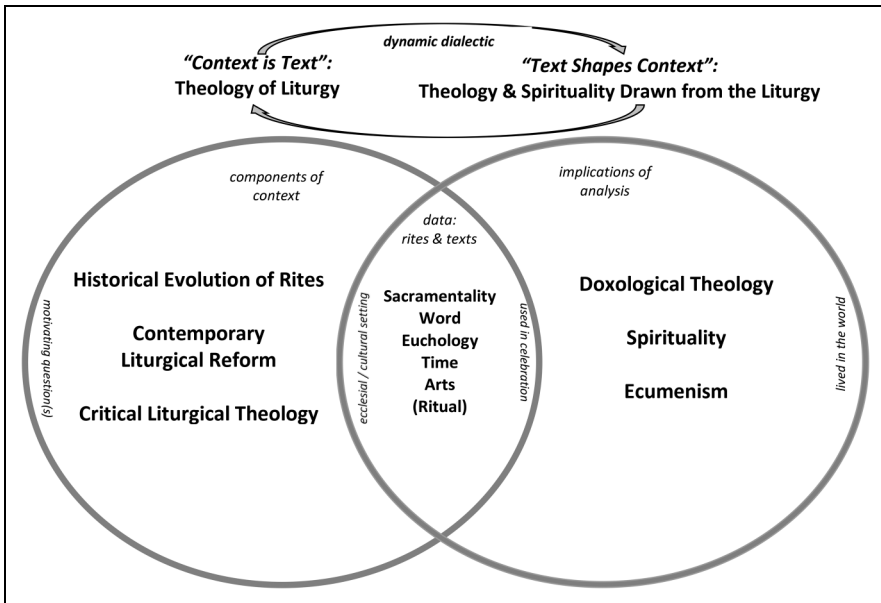 dynamic dialectic
“Context is Text”:
Theology of Liturgy
“Text Shapes Context”:
Theology & Spirituality Drawn from the Liturgy
components of
context
motivating question(s)
Historical Evolution of Rites
Contemporary
Liturgical Reform
Critical Liturgical Theology
data:
rites & texts
ecclesial / cultural setting
Sacramentality
Word
Euchology
Time
Arts
(Ritual)
used in celebration
implications of
analysis
Doxological Theology
Spirituality
Ecumenism
lived in the world